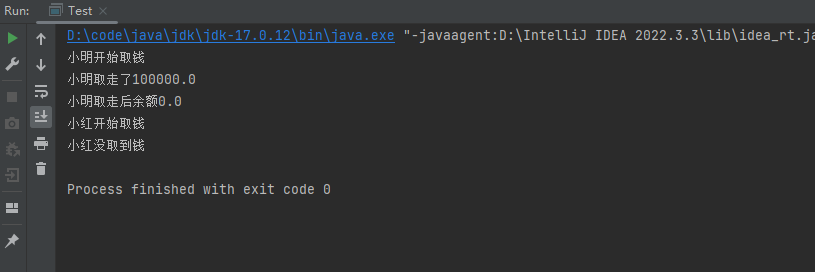 Run: Test
D:\code\java\jdk\jdk-17.0.12\bin\java.exe "-javaagent:D:\IntelliJ IDEA 2022.3.3\lib\idea_rt.ja
小明开始取钱
小明取走了100000.0
小明取走后余额0.0
小红开始取钱
小红没取到钱
Process finished with exit code 0